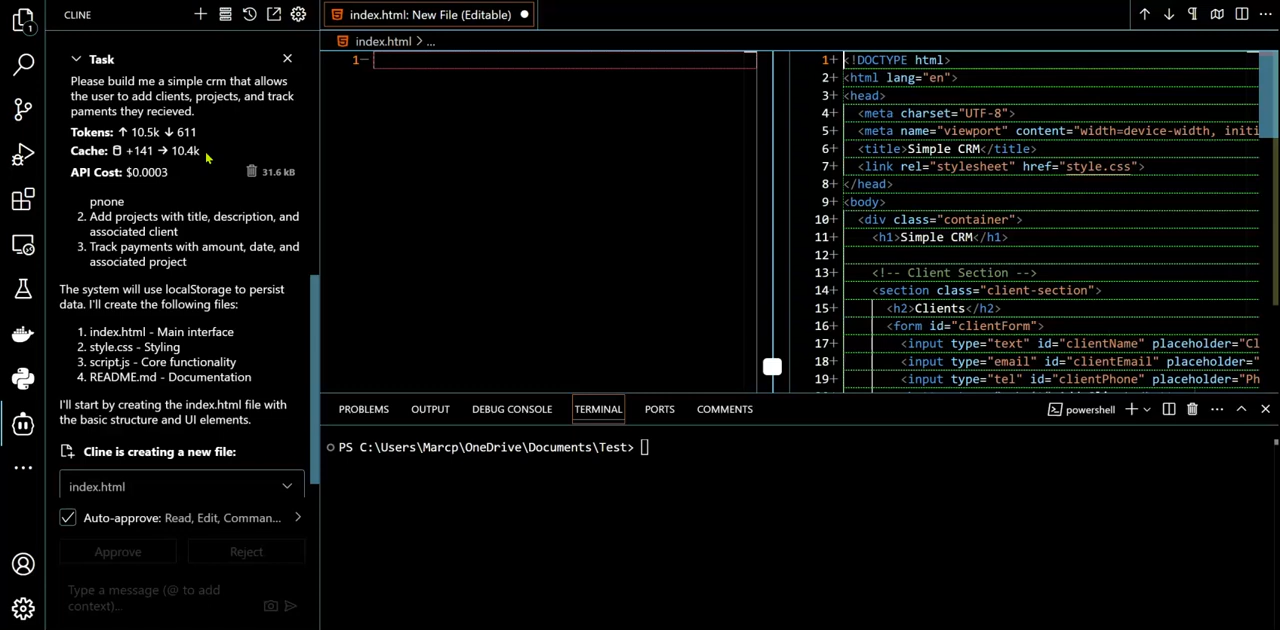 CLINE
1
Task
Please build me a simple crm that allows
the user to add clients, projects, and track
paments they recieved.
Tokens: ↑ 10.5k ↓ 611
Cache: +141 → 10.4k
API Cost: $0.0003
31.6 kB
2. Add projects with title, description, and
associated client
3. Track payments with amount, date, and
associated project
The system will use localStorage to persist
data. I'll create the following files:
1. index.html - Main interface
2. style.css - Styling
3. script.js - Core functionality
4. README.md - Documentation
I'll start by creating the index.html file with
the basic structure and UI elements.
Cline is creating a new file:
index.html
Auto-approve: Read, Edit, Comman...
Approve
Reject
Type a message (@ to add
context)...
index.html: New File (Editable)
index.html > ...
1−
1+ <!DOCTYPE html>
2+ <html lang="en">
3+ <head>
4+ <meta charset="UTF-8">
5+ <meta name="viewport" content="width=device-width, initi
6+ <title>Simple CRM</title>
7+ <link rel="stylesheet" href="style.css">
8+ </head>
9+ <body>
10+ <div class="container">
11+ <h1>Simple CRM</h1>
12+
13+ <!-- Client Section -->
14+ <section class="client-section">
15+ <h2>Clients</h2>
16+ <form id="clientForm">
17+ <input type="text" id="clientName" placeholder="Cl
18+ <input type="email" id="clientEmail" placeholder="
19+ <input type="tel" id="clientPhone" placeholder="Ph
PROBLEMS OUTPUT DEBUG CONSOLE TERMINAL PORTS COMMENTS
powershell
PS C:\Users\Marcp\OneDrive\Documents\Test>